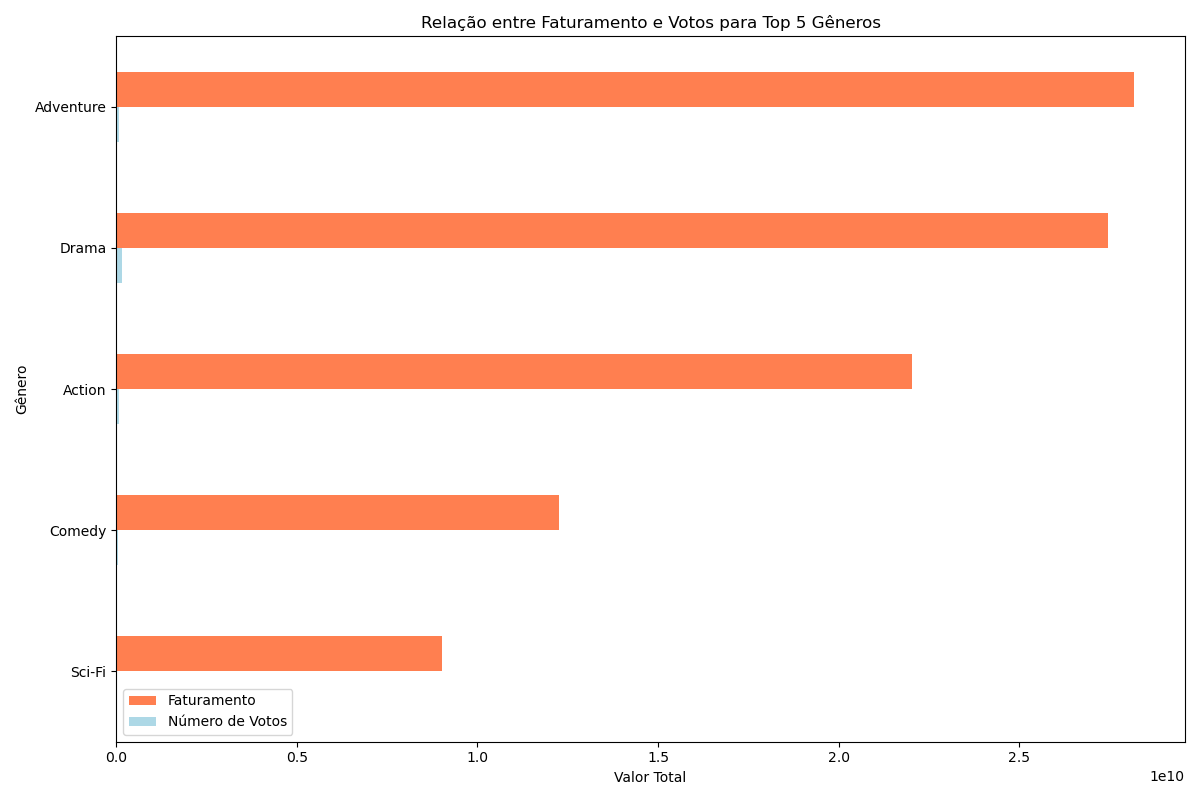 Relação entre Faturamento e Votos para Top 5 Gêneros
Adventure
Drama
Action
Comedy
Sci-Fi
Gênero
Faturamento
Número de Votos
0.0 0.5 1.0 1.5 2.0 2.5
Valor Total
1e10